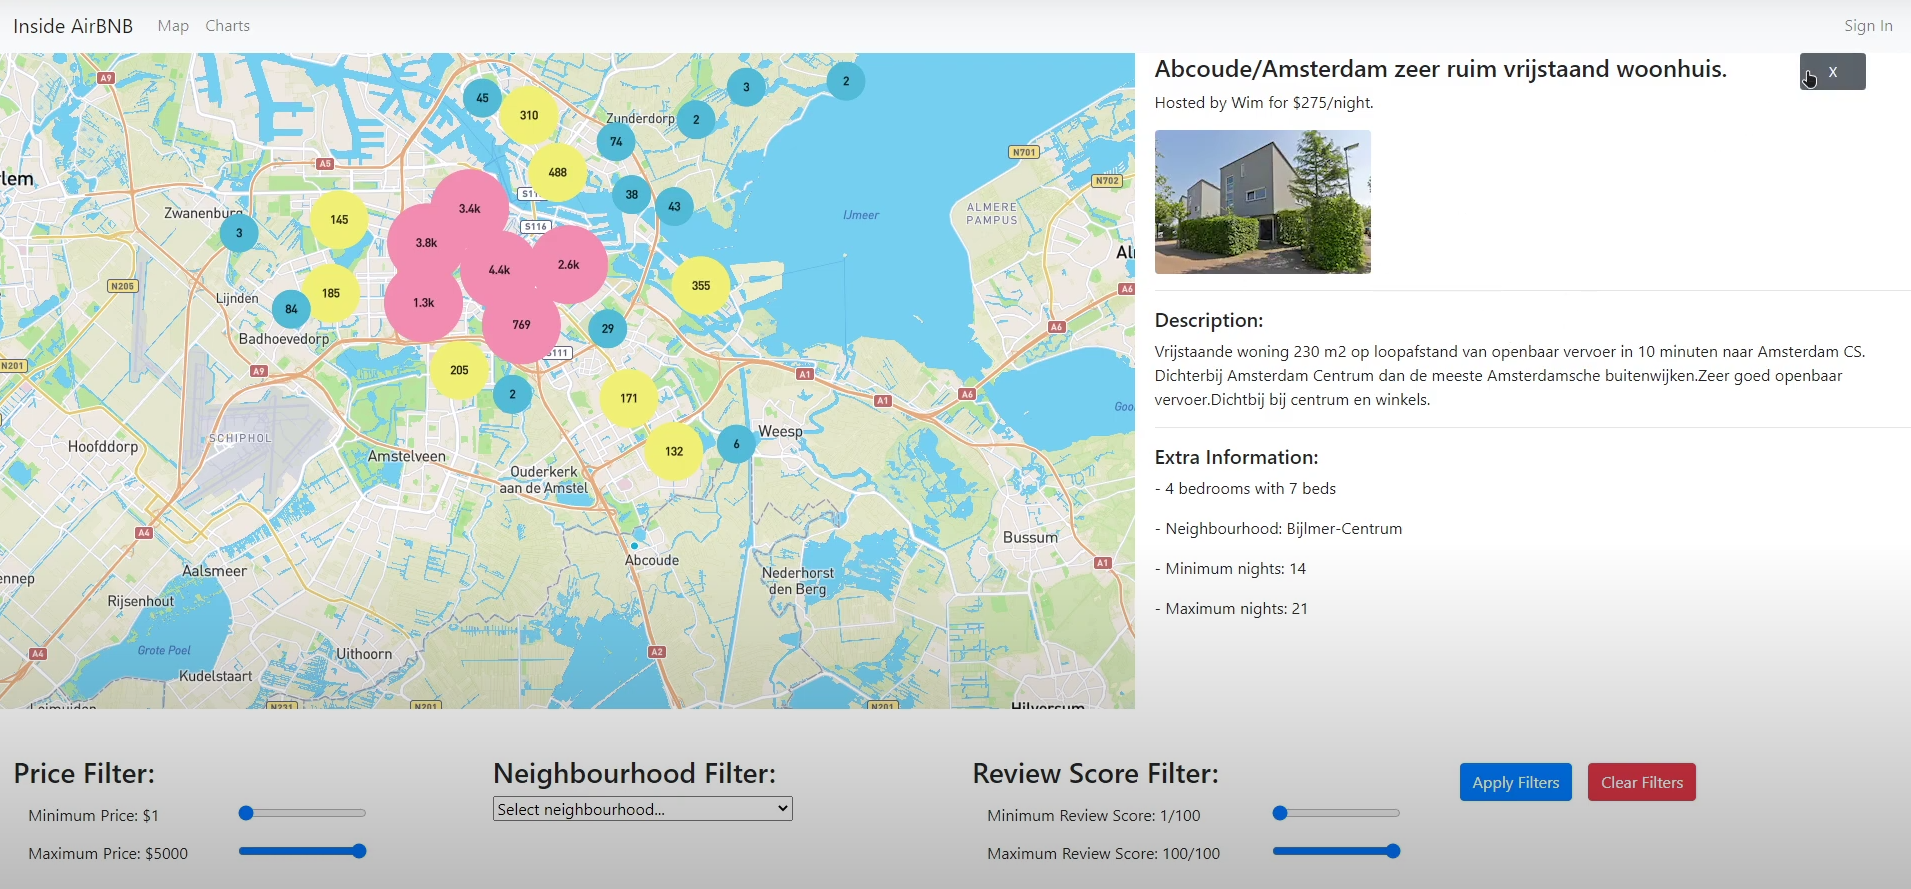 Inside AirBNB
Map
Charts
Sign In
A9
45
310
Zunderdorp
3
2
2
74
A5
488
N701
N702
lem
S11
38
43
3.4k
Zwanenburg
145
IJmeer
ALMERE
PAMPUS
3
3.8k
S116
4.4k
2.6k
N205
Lijnden
185
355
A6
84
1.3k
769
29
A6
Badhoevedorp
S111
N201
A9
205
A1
2
171
A1
A6
Hoofddorp
SCHIPHOL
Amstelveen
132
6
Weesp
Ouderkerk
aan de Amstel
A4
Bussum
Abcoude
A1
Aalsmeer
Nederhorst
den Berg
Rijsenhout
Grote Poel
Uithoorn
A4
A2
Kudelstaart
N231
N201
N201
Hilversum
Abcoude/Amsterdam zeer ruim vrijstaand woonhuis.
X
Hosted by Wim for $275/night.
Description:
Vrijstaande woning 230 m2 op loopafstand van openbaar vervoer in 10 minuten naar Amsterdam CS.
Dichterbij Amsterdam Centrum dan de meeste Amsterdamsche buitenwijken.Zeer goed openbaar
vervoer.Dichtbij bij centrum en winkels.
Extra Information:
- 4 bedrooms with 7 beds
- Neighbourhood: Bijlmer-Centrum
- Minimum nights: 14
- Maximum nights: 21
Price Filter:
Minimum Price: $1
Maximum Price: $5000
Neighbourhood Filter:
Select neighbourhood...
Review Score Filter:
Minimum Review Score: 1/100
Maximum Review Score: 100/100
Apply Filters
Clear Filters